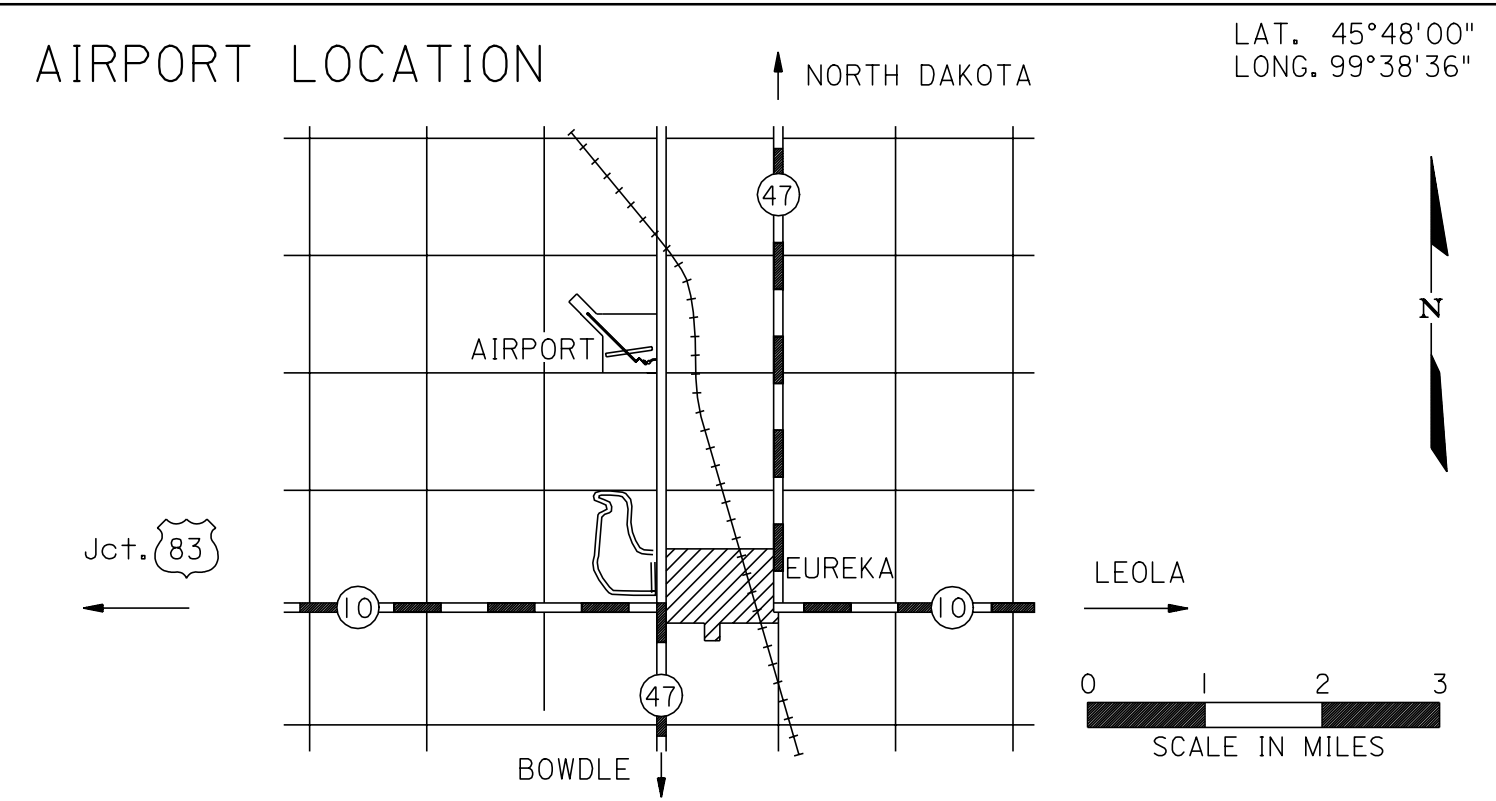 AIRPORT LOCATION
LAT. 45°48'00"
LONG. 99°38'36"
NORTH DAKOTA
47
N
AIRPORT
Jct. 83
EUREKA
LEOLA
10
10
47
0 1 2 3
SCALE IN MILES
BOWDLE